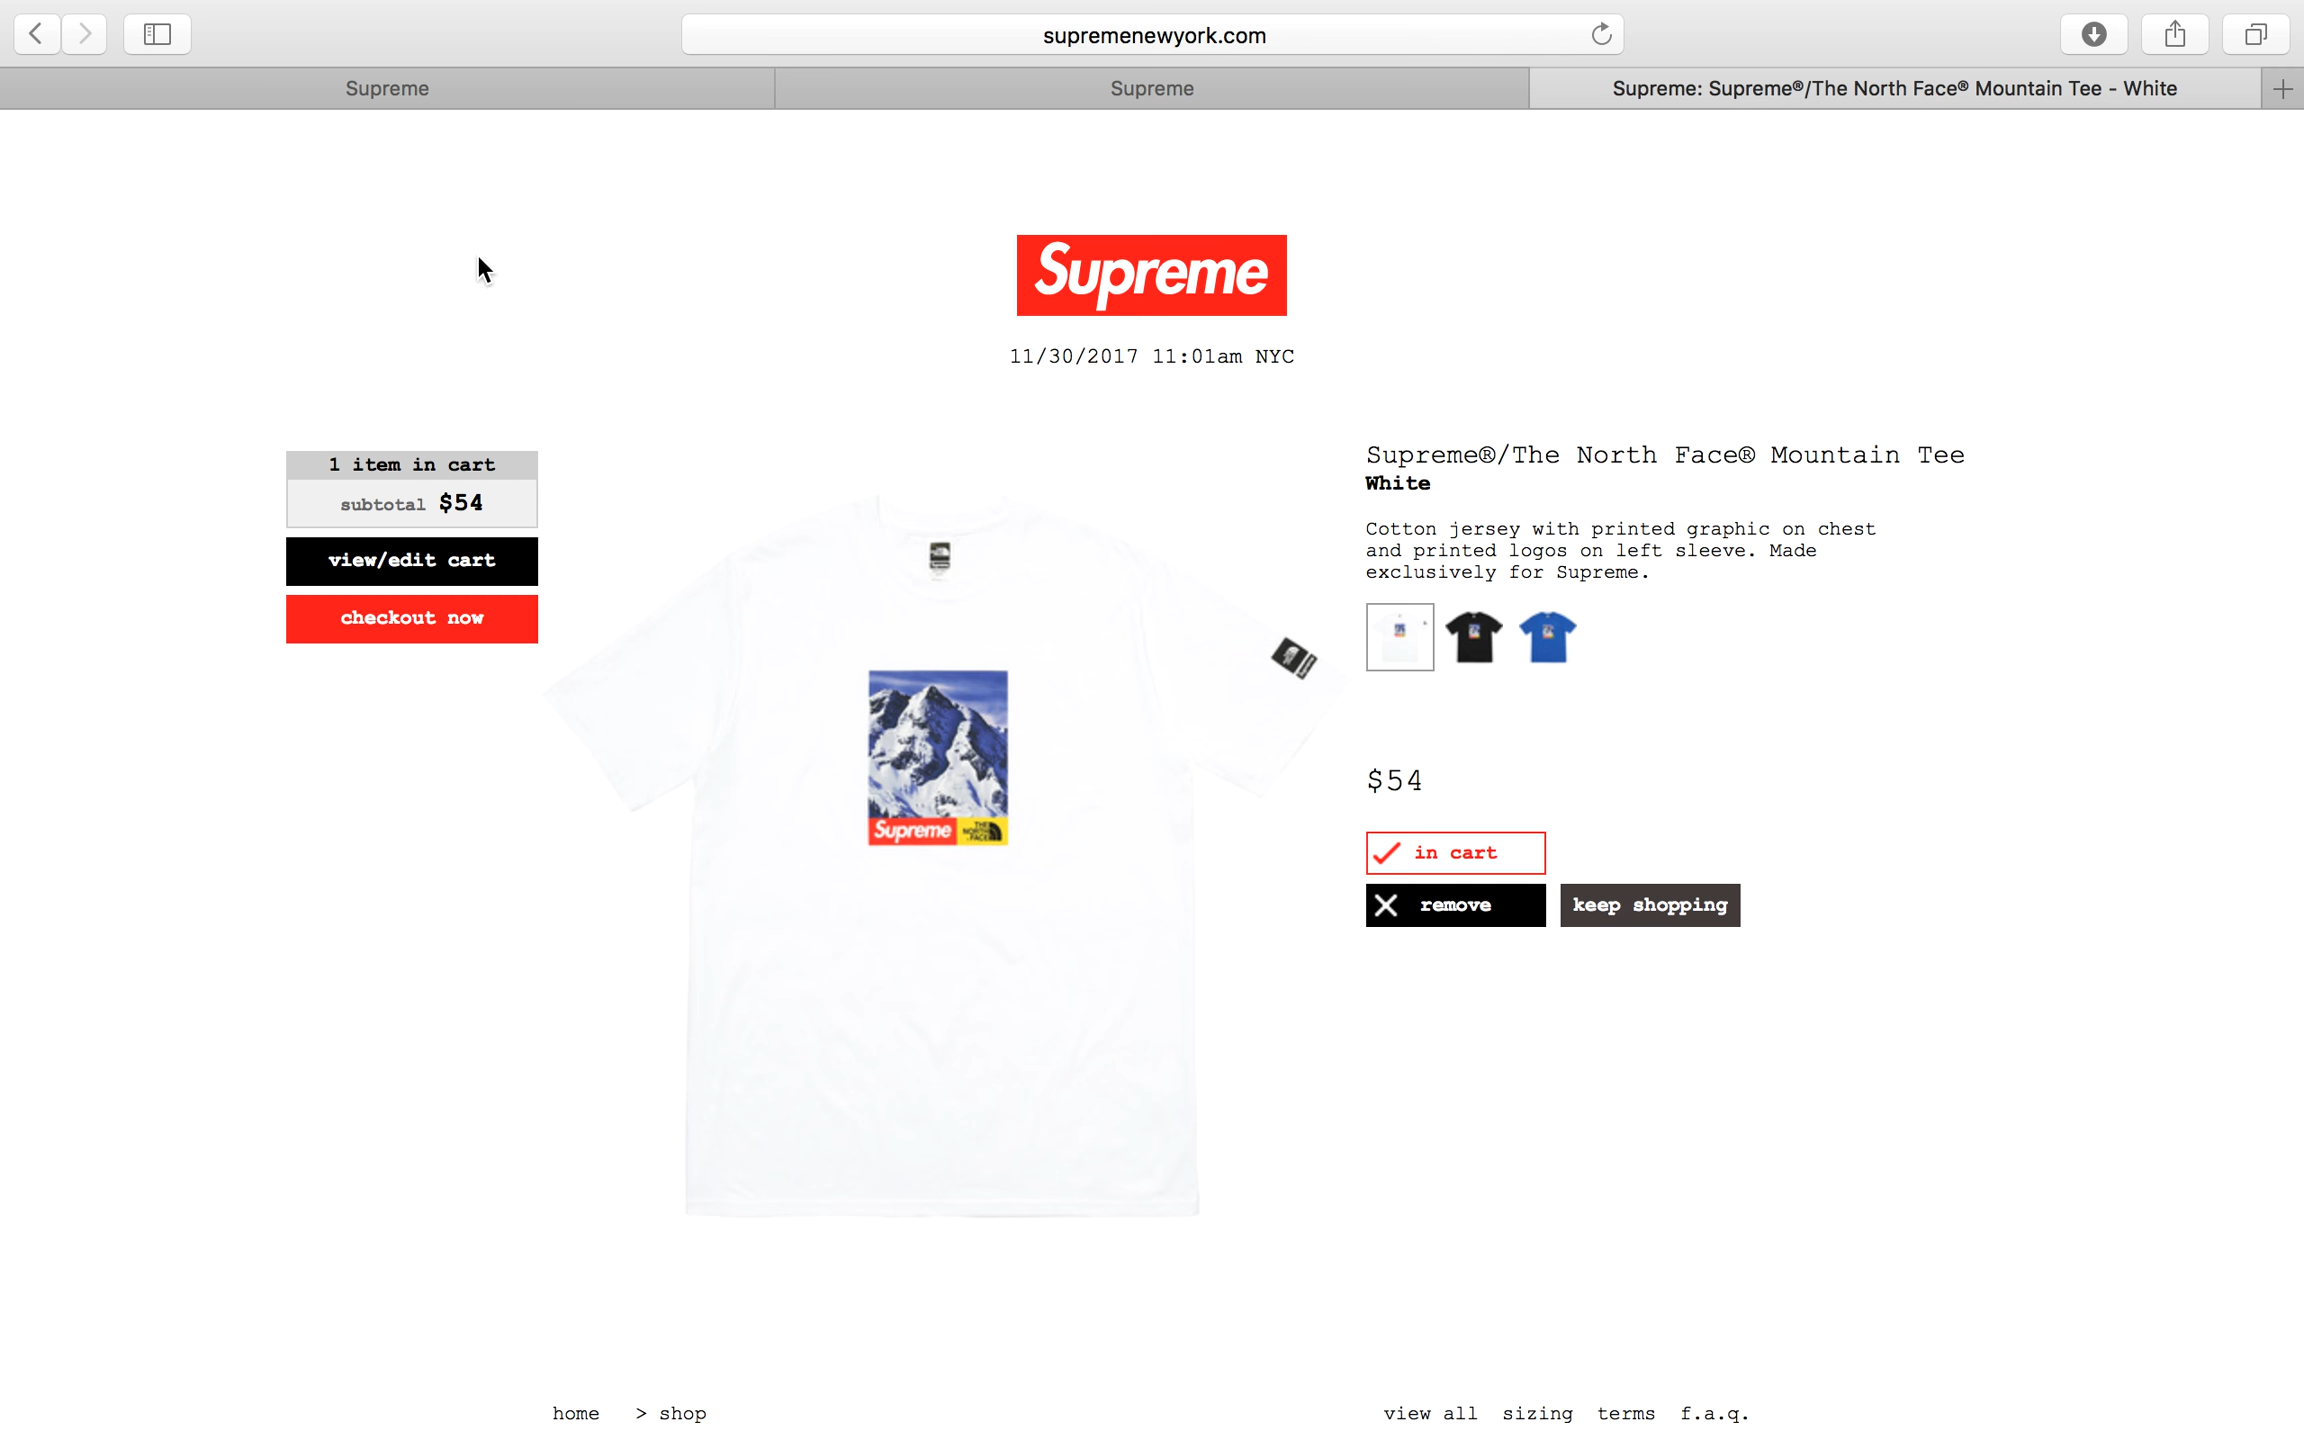 supremenewyork.com
Supreme
Supreme
Supreme: Supreme®/The North Face® Mountain Tee - White
Supreme
11/30/2017 11:01am NYC
1 item in cart
subtotal $54
view/edit cart
checkout now
Supreme
THE
NORTH
FACE
Supreme®/The North Face® Mountain Tee
White
Cotton jersey with printed graphic on chest
and printed logos on left sleeve. Made
exclusively for Supreme.
$54
in cart
remove
keep shopping
home > shop
view all sizing terms f.a.q.